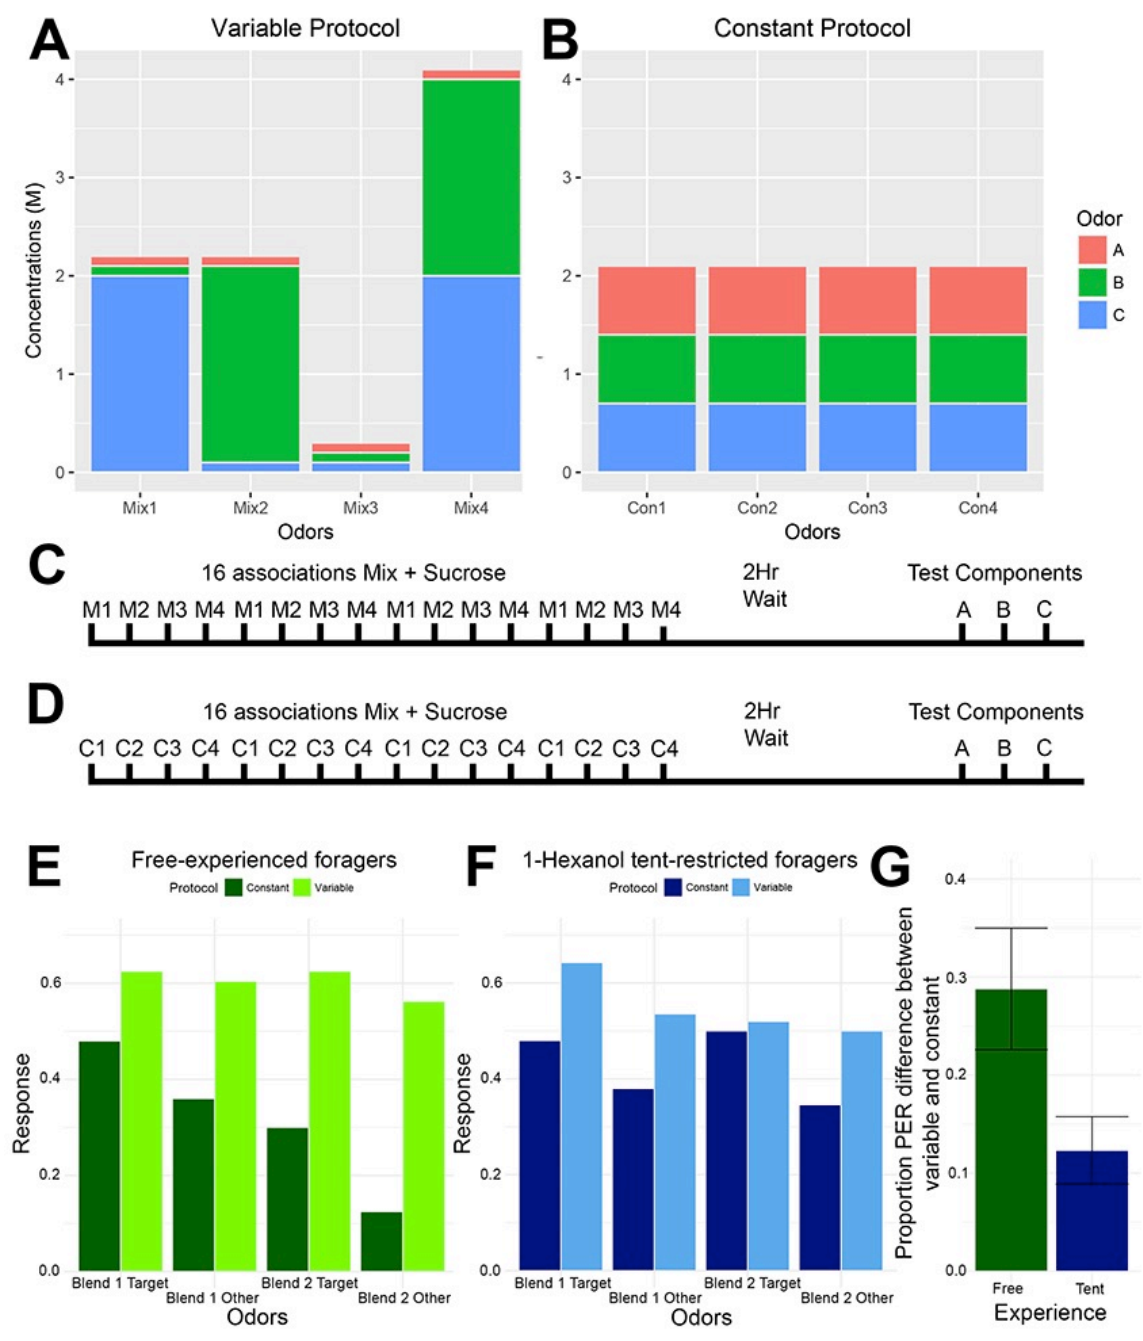 A
Variable Protocol
B
Constant Protocol
Concentrations (M)
4
3
2
1
0
Mix1 Mix2 Mix3 Mix4
Odors
4
3
2
1
0
Con1 Con2 Con3 Con4
Odors
Odor
A
B
C
C
16 associations Mix + Sucrose
2Hr
Wait
Test Components
M1 M2 M3 M4 M1 M2 M3 M4 M1 M2 M3 M4 M1 M2 M3 M4
A B C
D
16 associations Mix + Sucrose
2Hr
Wait
Test Components
C1 C2 C3 C4 C1 C2 C3 C4 C1 C2 C3 C4 C1 C2 C3 C4
A B C
E
Free-experienced foragers
Protocol Constant Variable
Response
0.6
0.4
0.2
0.0
Blend 1 Target
Blend 1 Other
Blend 2 Target
Blend 2 Other
Odors
F
1-Hexanol tent-restricted foragers
Protocol Constant Variable
Response
0.6
0.4
0.2
0.0
Blend 1 Target
Blend 1 Other
Blend 2 Target
Blend 2 Other
Odors
G
Proportion PER difference between
variable and constant
0.4
0.3
0.2
0.1
0.0
Free Tent
Experience